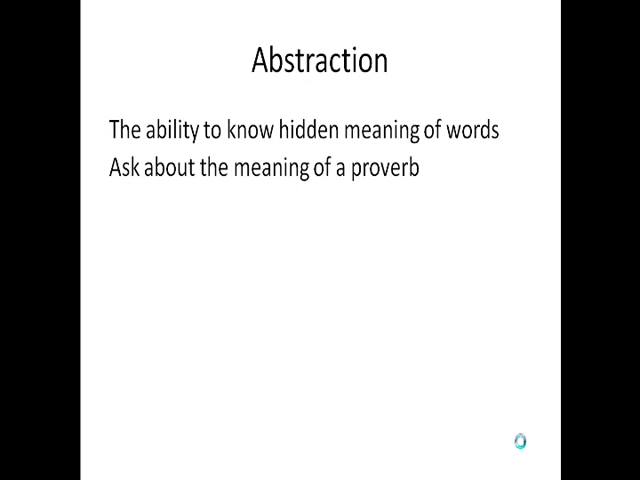 Abstraction
The ability to know hidden meaning of words
Ask about the meaning of a proverb